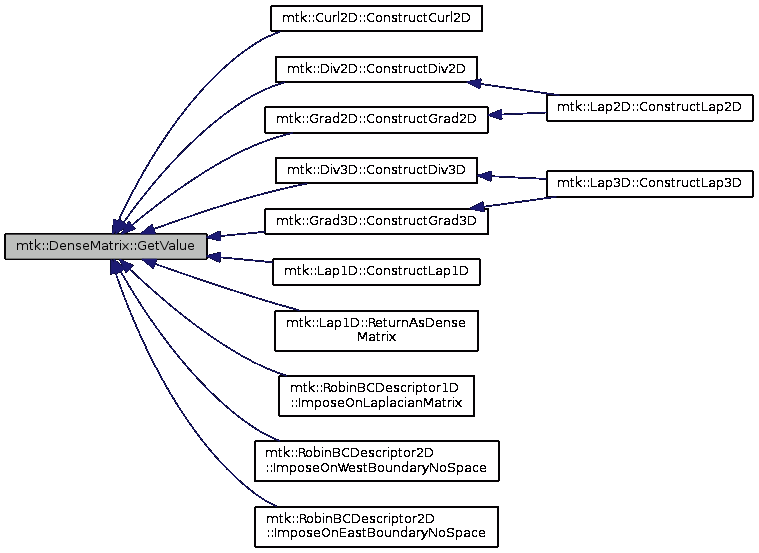 mtk::DenseMatrix::GetValue
mtk::Curl2D::ConstructCurl2D
mtk::Div2D::ConstructDiv2D
mtk::Lap2D::ConstructLap2D
mtk::Grad2D::ConstructGrad2D
mtk::Div3D::ConstructDiv3D
mtk::Lap3D::ConstructLap3D
mtk::Grad3D::ConstructGrad3D
mtk::Lap1D::ConstructLap1D
mtk::Lap1D::ReturnAsDense
Matrix
mtk::RobinBCDescriptor1D
::ImposeOnLaplacianMatrix
mtk::RobinBCDescriptor2D
::ImposeOnWestBoundaryNoSpace
mtk::RobinBCDescriptor2D
::ImposeOnEastBoundaryNoSpace